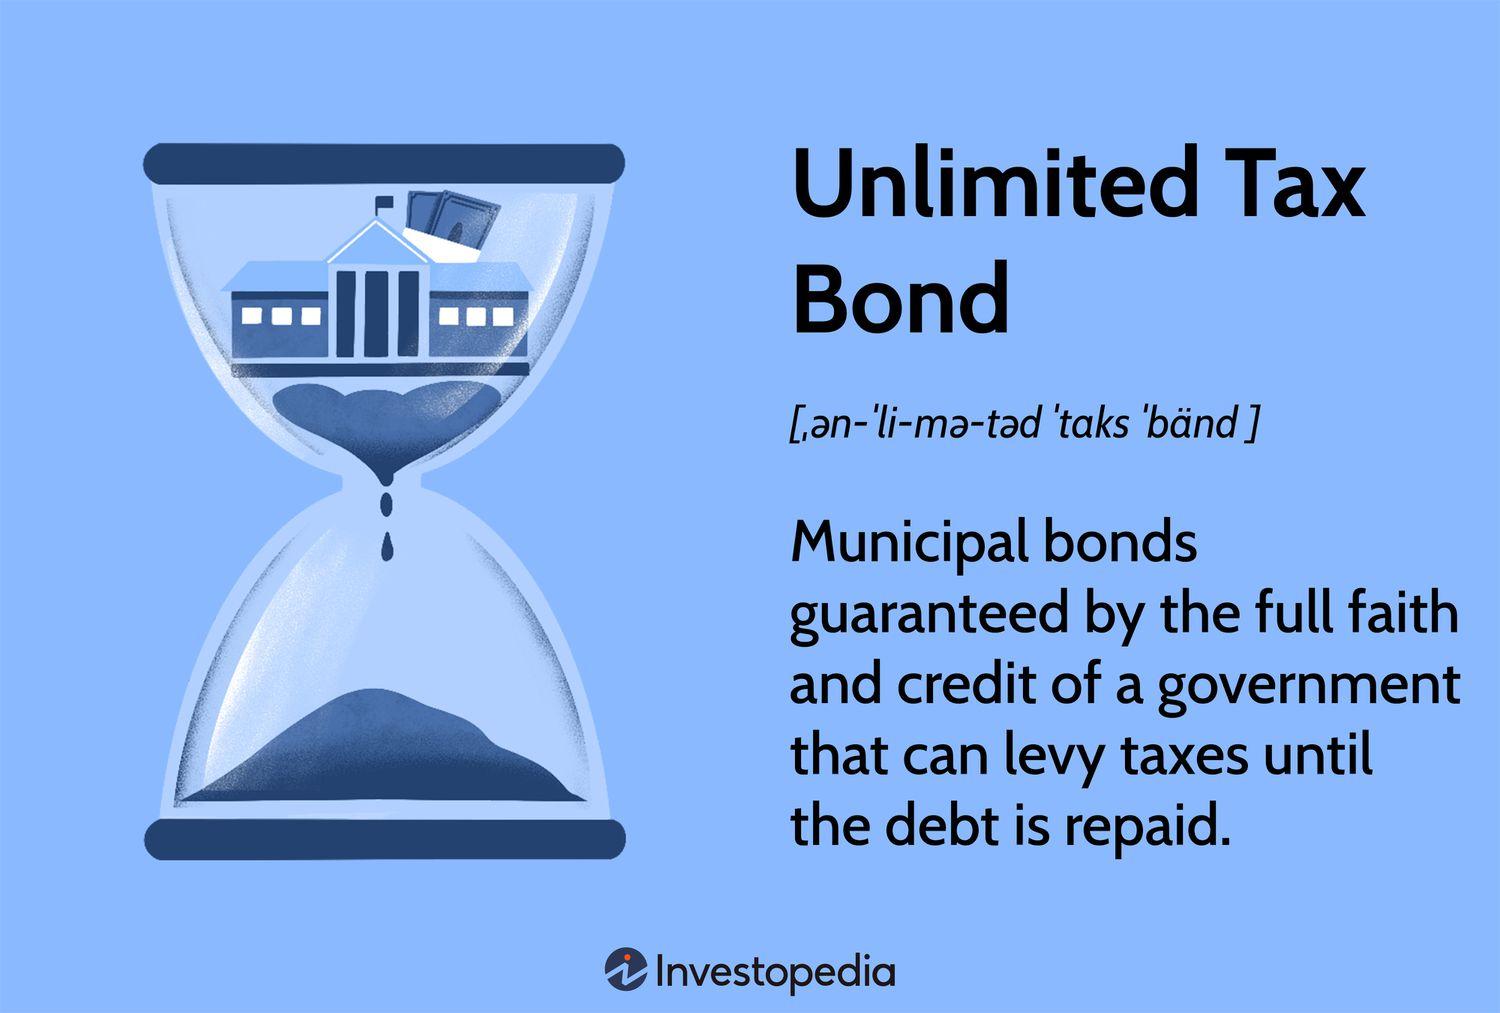 Unlimited Tax
Bond
[ˌən-ˈli-mə-təd ˈtaks ˈbänd ]
Municipal bonds
guaranteed by the full faith
and credit of a government
that can levy taxes until
the debt is repaid.
Investopedia